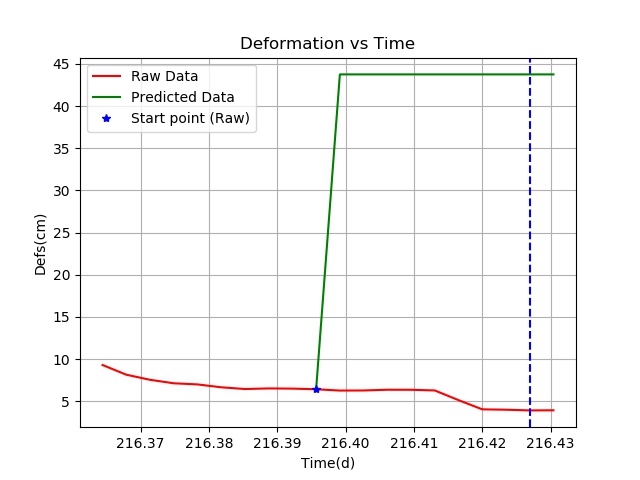 Deformation vs Time
Raw Data
Predicted Data
Start point (Raw)
Defs(cm)
45
40
35
30
25
20
15
10
5
216.37 216.38 216.39 216.40 216.41 216.42 216.43
Time(d)